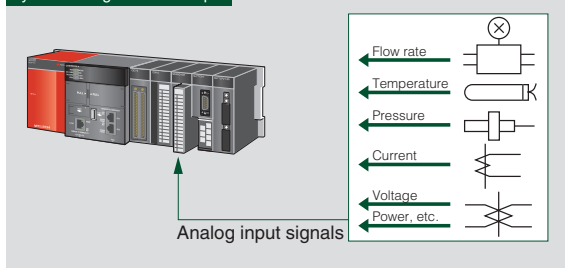 Flow rate
Temperature
Pressure
Current
Voltage
Power, etc.
Analog input signals